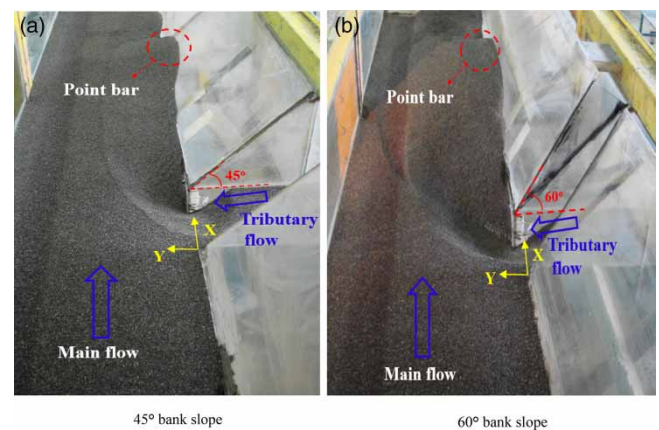 (a)
Point bar
45°
Tributary
flow
X
Y
Main flow
45° bank slope
(b)
Point bar
60°
Tributary
flow
X
Y
Main flow
60° bank slope